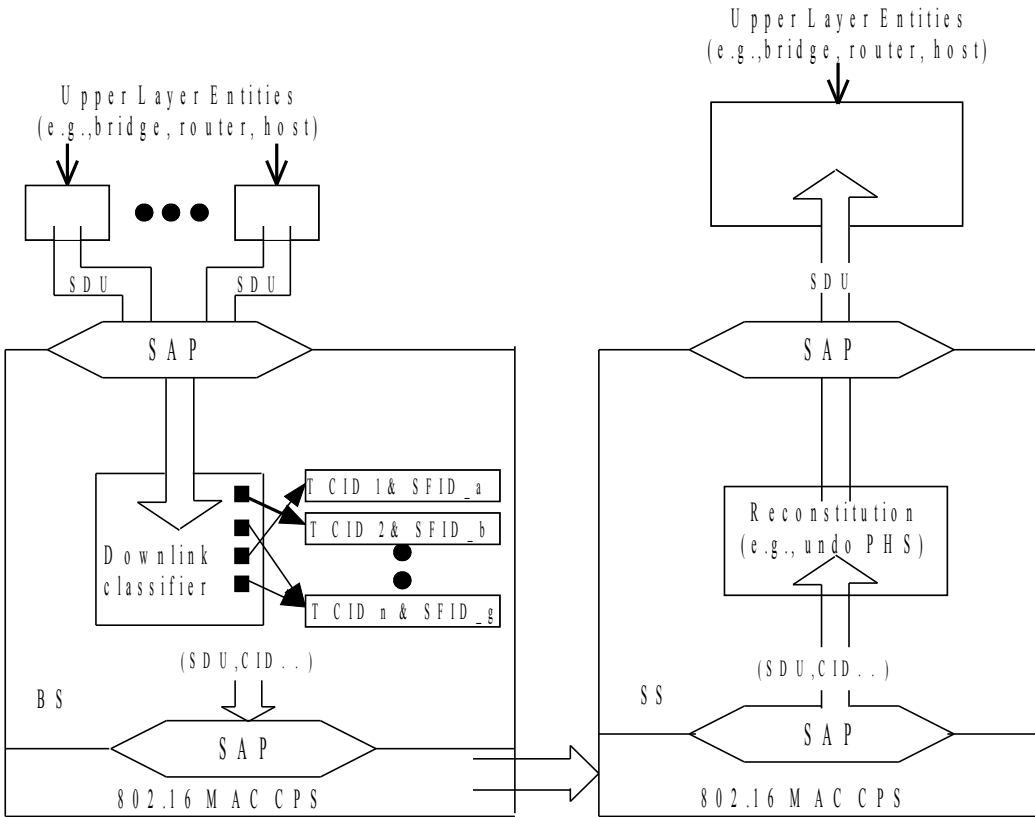 Upper Layer Entities
(e.g.,bridge, router, host)
SDU
SDU
SAP
T CID 1& SFID_a
T CID 2& SFID_b
T CID n & SFID_g
Downlink
classifier
(SDU,CID..)
BS
SAP
802.16 MAC CPS
Upper Layer Entities
(e.g.,bridge, router, host)
SDU
SAP
Reconstitution
(e.g., undo PHS)
(SDU,CID..)
SS
SAP
802.16 MAC CPS